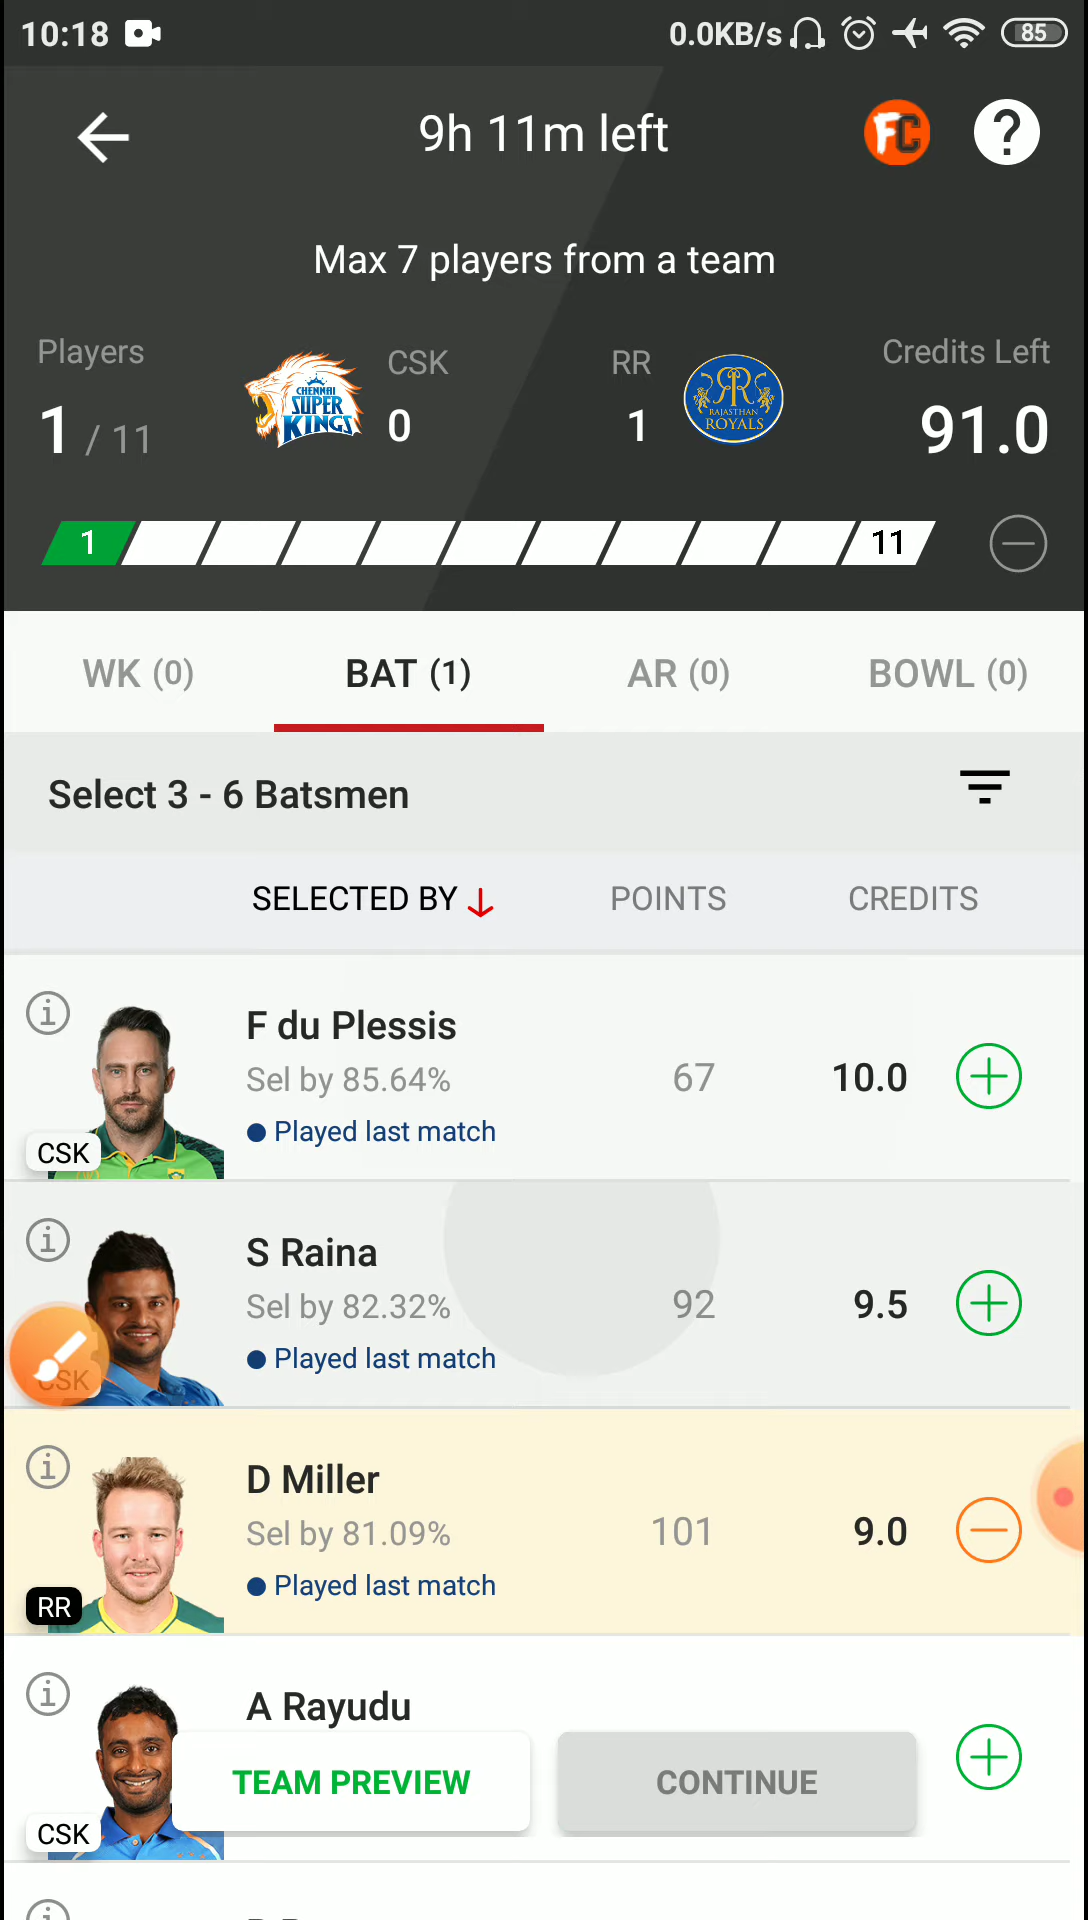 10:18 0.0KB/s 85
9h 11m left FC ?
Max 7 players from a team
Players CSK RR Credits Left
1 / 11 CHENNAI SUPER KINGS 0 1 RAJASTHAN ROYALS 91.0
1 11
WK (0) BAT (1) AR (0) BOWL (0)
Select 3 - 6 Batsmen
SELECTED BY POINTS CREDITS
F du Plessis
Sel by 85.64% 67 10.0
Played last match
CSK
S Raina
Sel by 82.32% 92 9.5
Played last match
CSK
D Miller
Sel by 81.09% 101 9.0
Played last match
RR
A Rayudu
TEAM PREVIEW CONTINUE
CSK